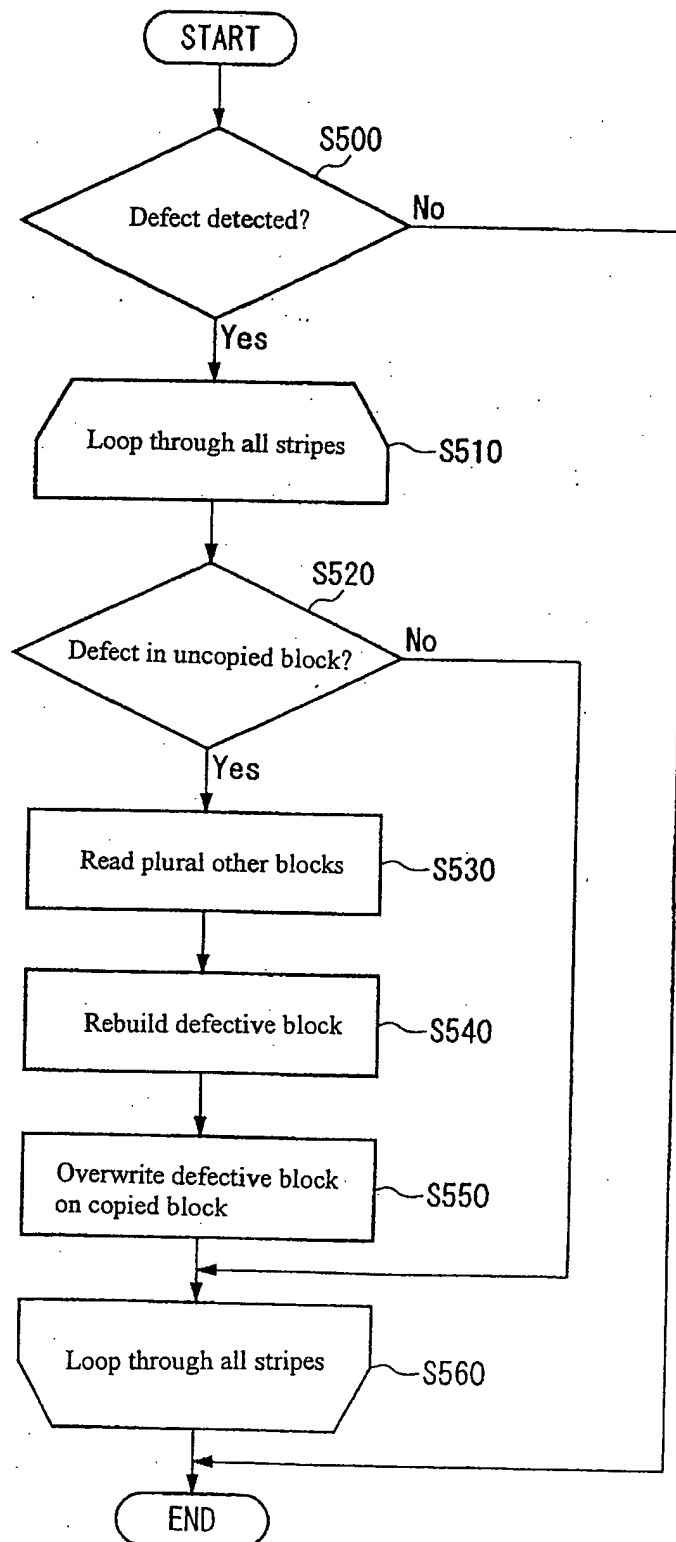 START
S500
Defect detected?
No
Yes
Loop through all stripes
S510
S520
Defect in uncopied block?
No
Yes
Read plural other blocks
S530
Rebuild defective block
S540
Overwrite defective block
on copied block
S550
Loop through all stripes
S560
END